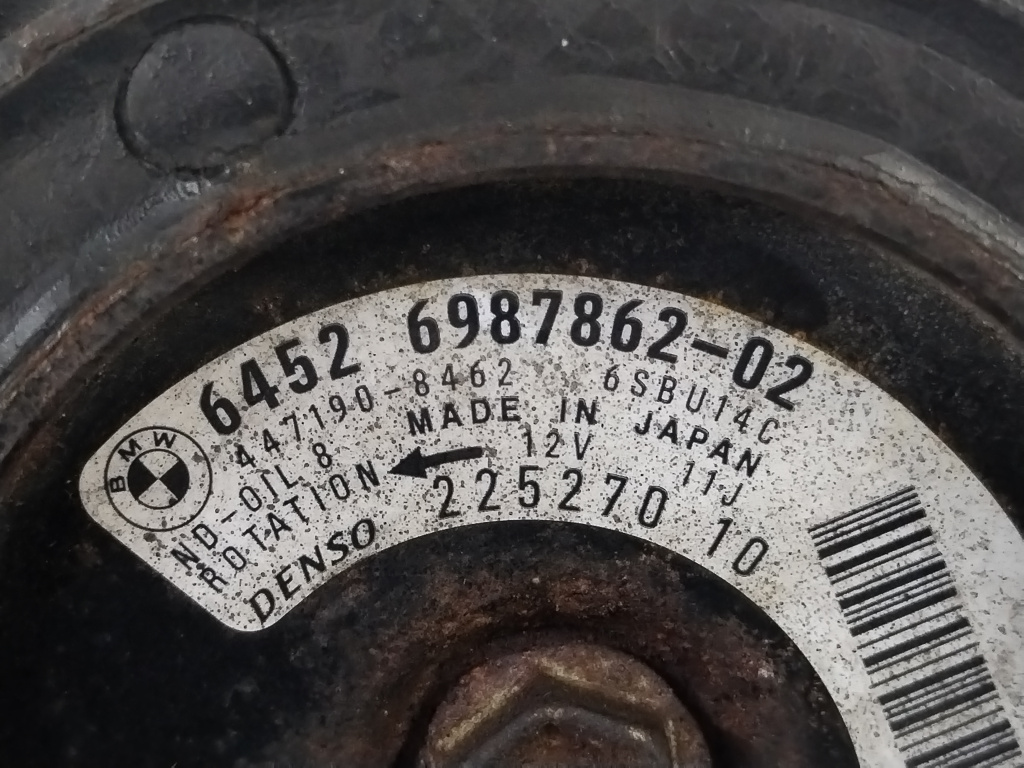 6452 6987862-02
447190-8462 6SBU14C
BMW
MADE IN JAPAN
ND-OIL 8 12V 11J
ROTATION
225270 10
DENSO